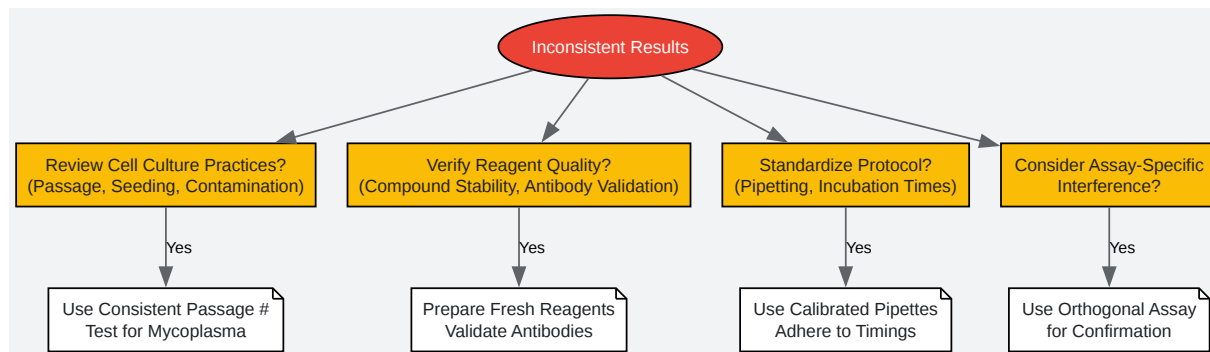 Inconsistent Results
Review Cell Culture Practices?
(Passage, Seeding, Contamination)
Verify Reagent Quality?
(Compound Stability, Antibody Validation)
Standardize Protocol?
(Pipetting, Incubation Times)
Consider Assay-Specific
Interference?
Yes
Yes
Yes
Yes
Use Consistent Passage #
Test for Mycoplasma
Prepare Fresh Reagents
Validate Antibodies
Use Calibrated Pipettes
Adhere to Timings
Use Orthogonal Assay
for Confirmation